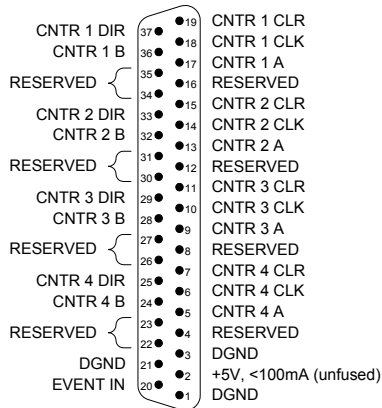 19 CNTR 1 CLR
CNTR 1 DIR 37
18 CNTR 1 CLK
CNTR 1 B 36
17 CNTR 1 A
35
RESERVED
16 RESERVED
34
15 CNTR 2 CLR
CNTR 2 DIR 33
14 CNTR 2 CLK
CNTR 2 B 32
13 CNTR 2 A
31
RESERVED
12 RESERVED
30
11 CNTR 3 CLR
CNTR 3 DIR 29
10 CNTR 3 CLK
CNTR 3 B 28
9 CNTR 3 A
27
RESERVED
8 RESERVED
26
7 CNTR 4 CLR
CNTR 4 DIR 25
6 CNTR 4 CLK
CNTR 4 B 24
5 CNTR 4 A
23
RESERVED
4 RESERVED
22
3 DGND
DGND 21
2 +5V, <100mA (unfused)
EVENT IN 20
1 DGND